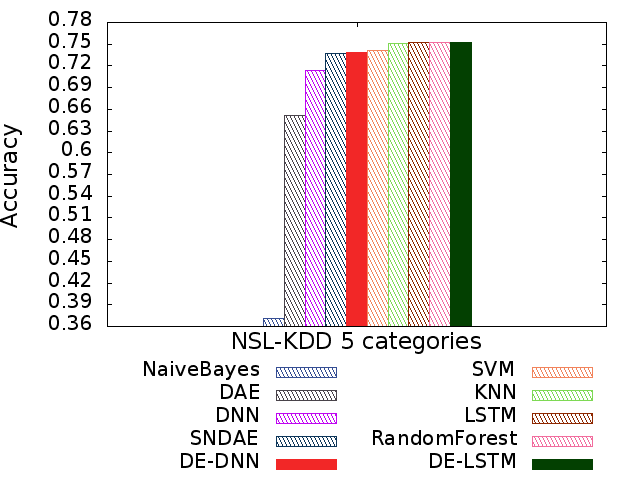 0.78
0.75
0.72
0.69
0.66
0.63
0.6
0.57
0.54
0.51
0.48
0.45
0.42
0.39
0.36
Accuracy
NSL-KDD 5 categories
NaiveBayes
DAE
DNN
SNDAE
DE-DNN
SVM
KNN
LSTM
RandomForest
DE-LSTM